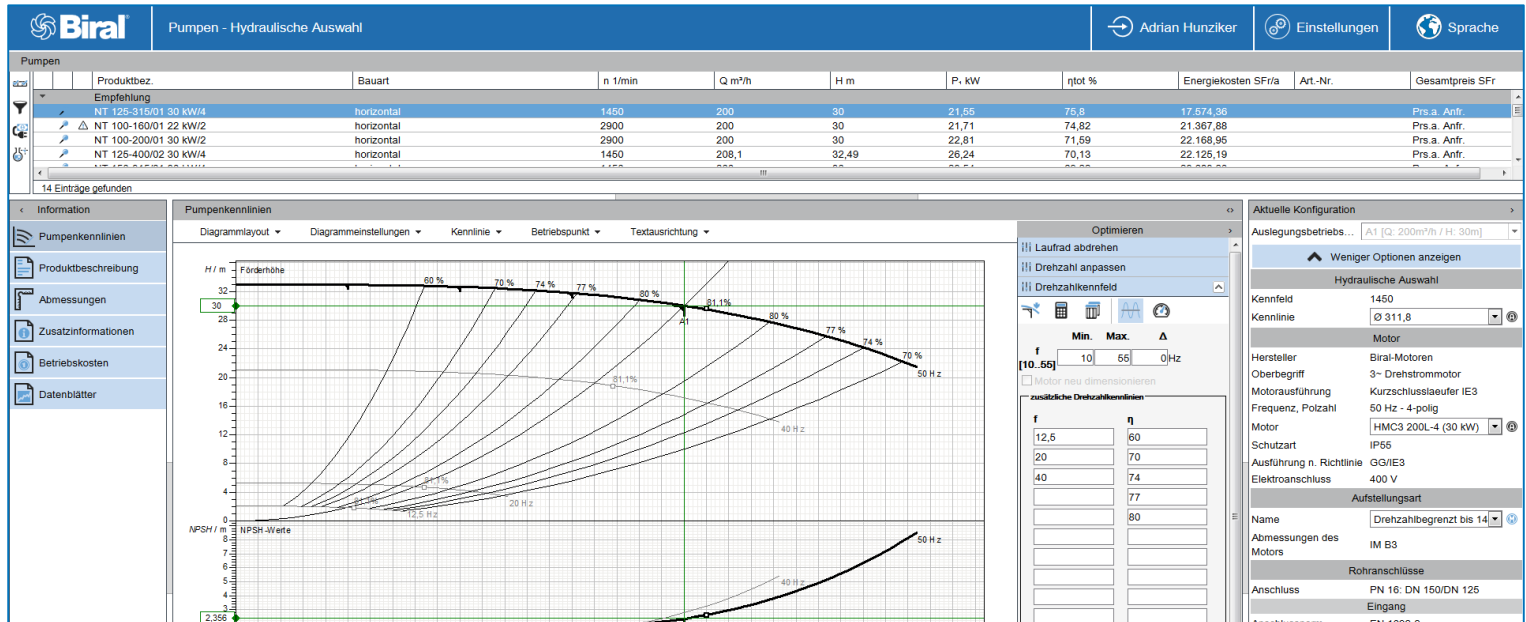 Biral
Pumpen - Hydraulische Auswahl
Adrian Hunziker
Einstellungen
Sprache
Pumpen
Produktbez. Bauart n 1/min Q m³/h H m P₁ kW ηtot % Energiekosten SFr/a Art.-Nr. Gesamtpreis SFr
Empfehlung
NT 125-315/01 30 kW/4 horizontal 1450 200 30 21,55 75,8 17.574,36 Prs.a. Anfr.
NT 100-160/01 22 kW/2 horizontal 2900 200 30 21,71 74,82 21.367,88 Prs.a. Anfr.
NT 100-200/01 30 kW/2 horizontal 2900 200 30 22,81 71,59 22.168,95 Prs.a. Anfr.
NT 125-400/02 30 kW/4 horizontal 1450 208,1 32,49 26,24 70,13 22.125,19 Prs.a. Anfr.
14 Einträge gefunden
Information
Pumpenkennlinien
Produktbeschreibung
Abmessungen
Zusatzinformationen
Betriebskosten
Datenblätter
Pumpenkennlinien
Diagrammlayout Diagrammeinstellungen Kennlinie Betriebspunkt Textausrichtung
H / m Förderhöhe
60 % 70 % 74 % 77 % 80 % 81,1%
32
30
A1
28
80 %
77 %
24
74 %
70 %
50 Hz
20
81,1%
16
40 Hz
12
8
81,1%
4
81,1%
20 Hz
12,5 Hz
0
NPSH / m NPSH-Werte
8
50 Hz
7
6
5
40 Hz
4
3
2,356
Optimieren
Laufrad abdrehen
Drehzahl anpassen
Drehzahlkennfeld
Min. Max. Δ
f
[10..55] 10 55 0 Hz
Motor neu dimensionieren
zusätzliche Drehzahlkennlinien
f η
12,5 60
20 70
40 74
77
80
Aktuelle Konfiguration
Auslegungsbetriebs... A1 [Q: 200m³/h / H: 30m]
Weniger Optionen anzeigen
Hydraulische Auswahl
Kennfeld 1450
Kennlinie Ø 311,8
Motor
Hersteller Biral-Motoren
Oberbegriff 3~ Drehstrommotor
Motorausführung Kurzschlusslaeufer IE3
Frequenz, Polzahl 50 Hz - 4-polig
Motor HMC3 200L-4 (30 kW)
Schutzart IP55
Ausführung n. Richtlinie GG/IE3
Elektroanschluss 400 V
Aufstellungsart
Name Drehzahlbegrenzt bis 14
Abmessungen des
Motors IM B3
Rohranschlüsse
Anschluss PN 16: DN 150/DN 125
Eingang